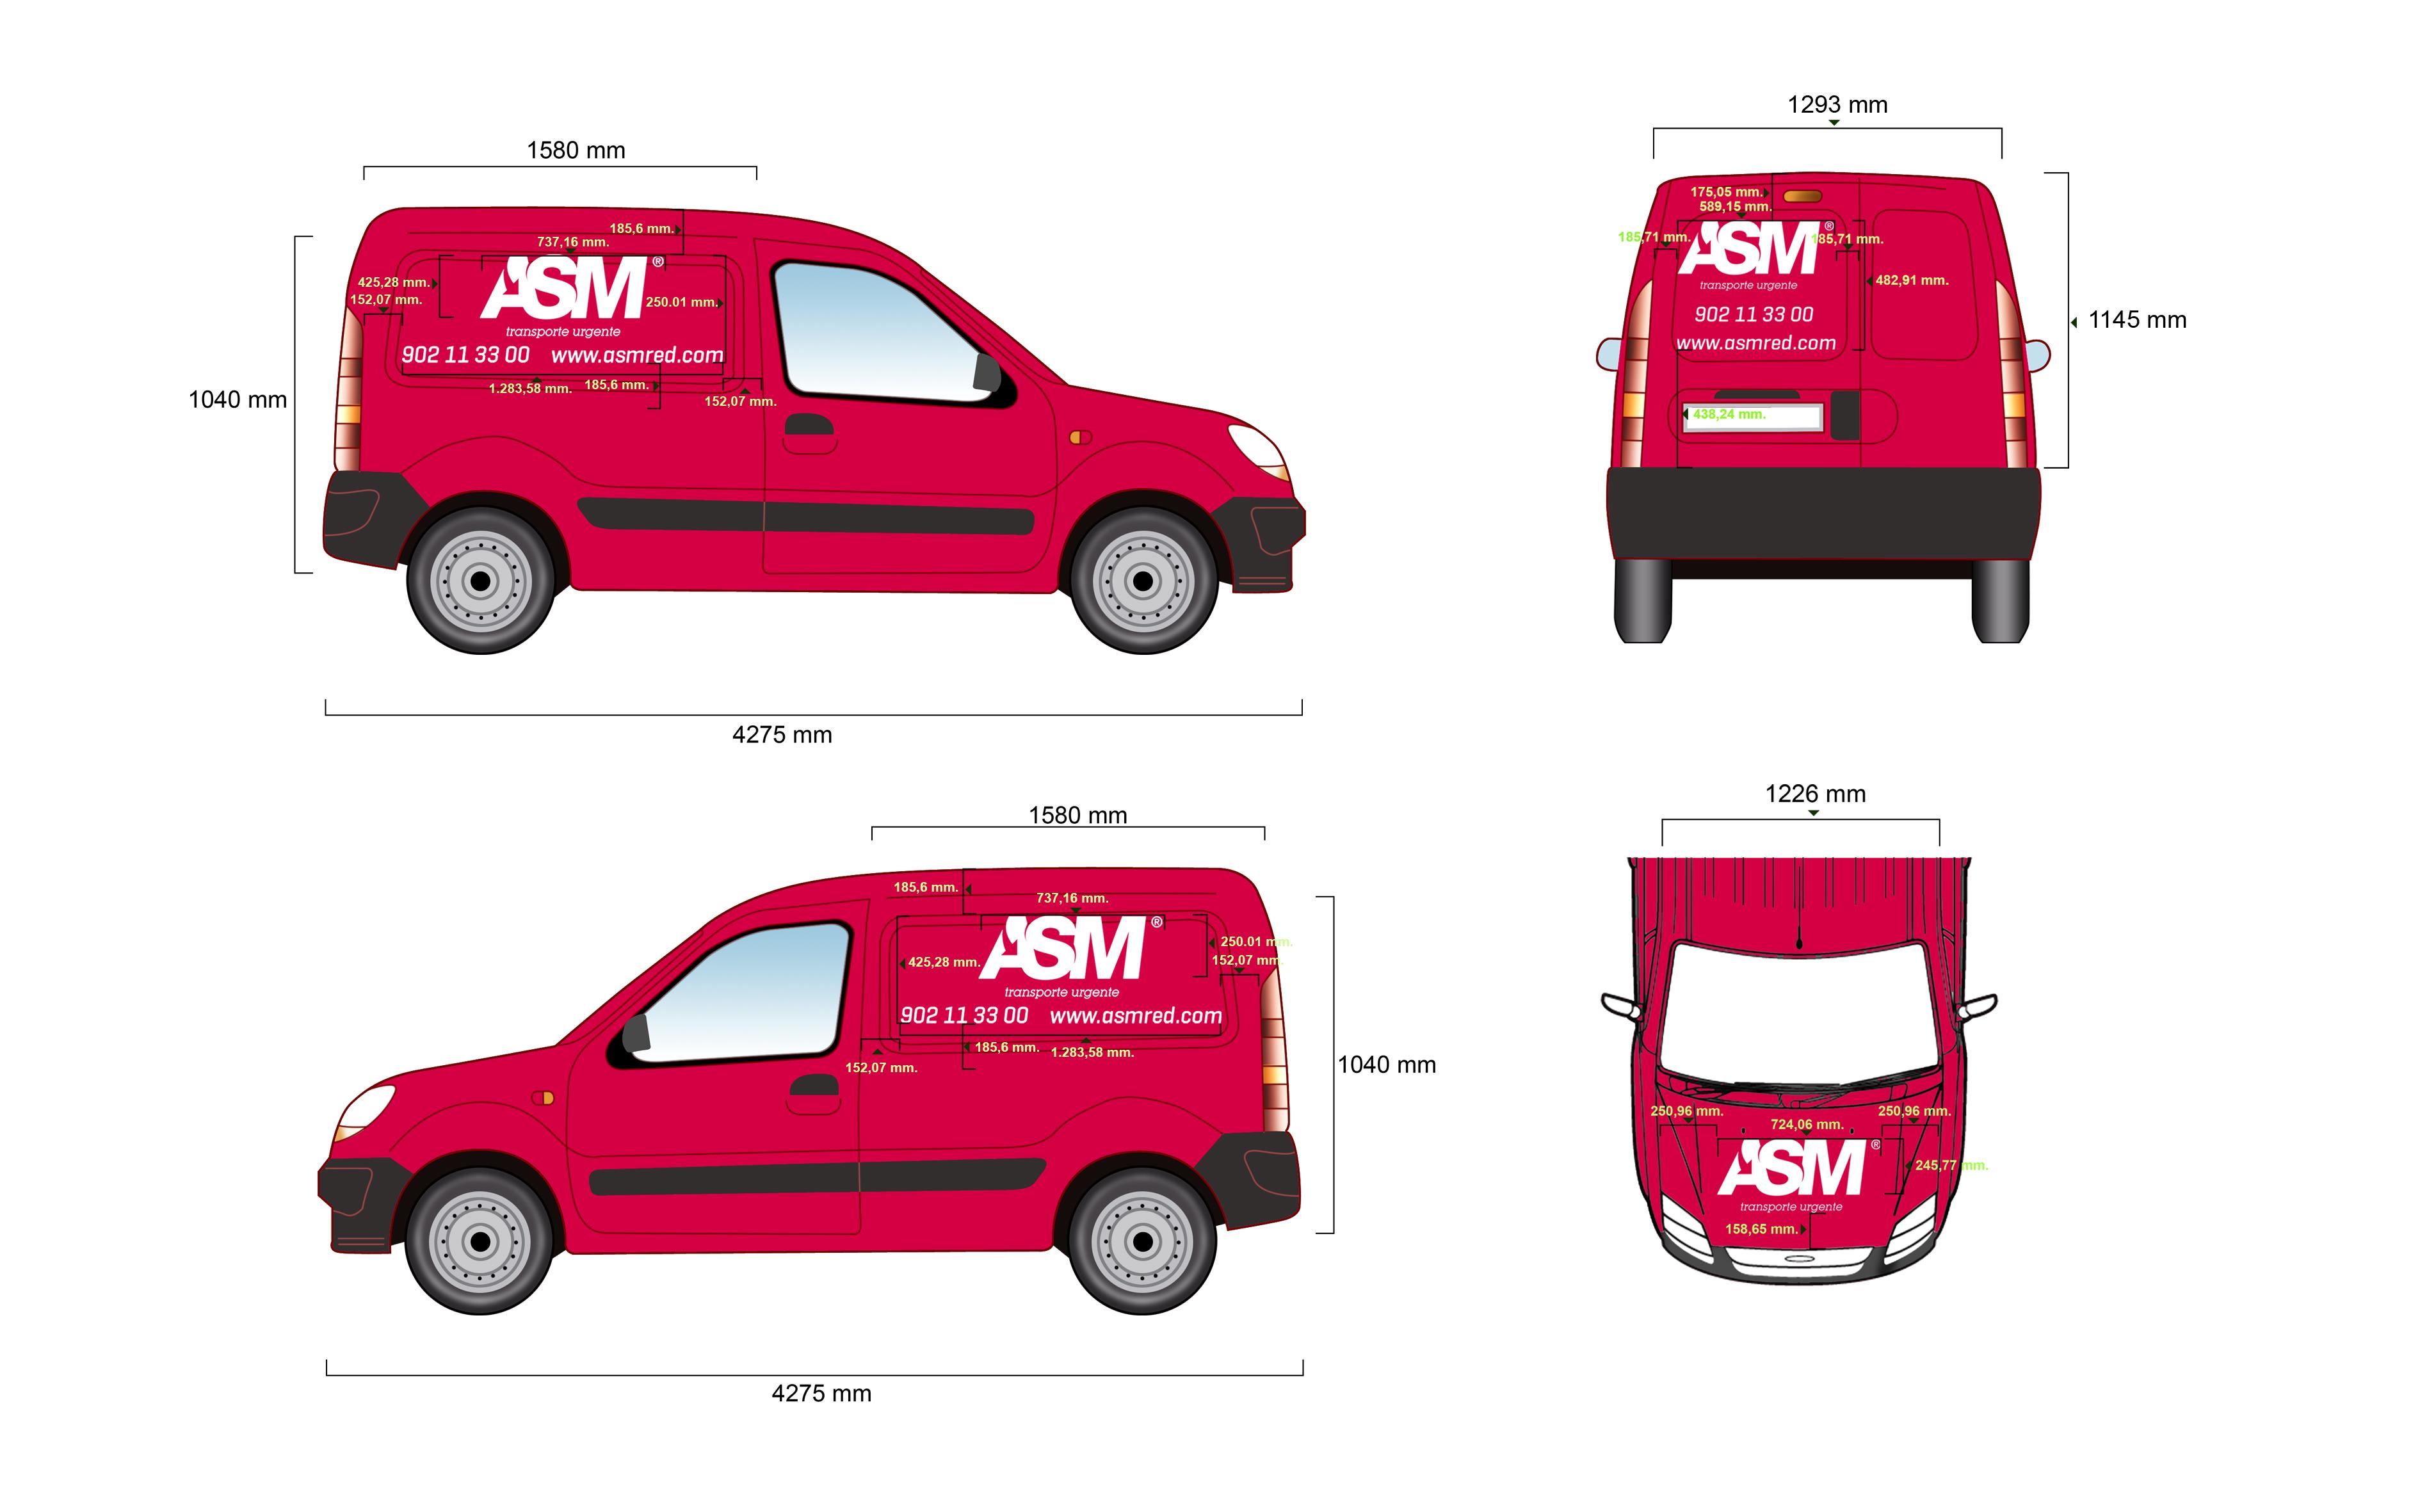 1580 mm
185,6 mm.
737,16 mm.
ASM ®
425,28 mm.
152,07 mm.
250.01 mm.
transporte urgente
902 11 33 00 www.asmred.com
1.283,58 mm. 185,6 mm.
152,07 mm.
1040 mm
4275 mm
1293 mm
175,05 mm.
589,15 mm.
185,71 mm.
ASM ®
185,71 mm.
482,91 mm.
transporte urgente
902 11 33 00
www.asmred.com
1145 mm
438,24 mm.
1580 mm
185,6 mm.
737,16 mm.
ASM ®
250.01 mm.
425,28 mm.
152,07 mm.
transporte urgente
902 11 33 00 www.asmred.com
185,6 mm. 1.283,58 mm.
152,07 mm.
1040 mm
4275 mm
1226 mm
250,96 mm. 250,96 mm.
724,06 mm.
ASM ®
245,77 mm.
transporte urgente
158,65 mm.